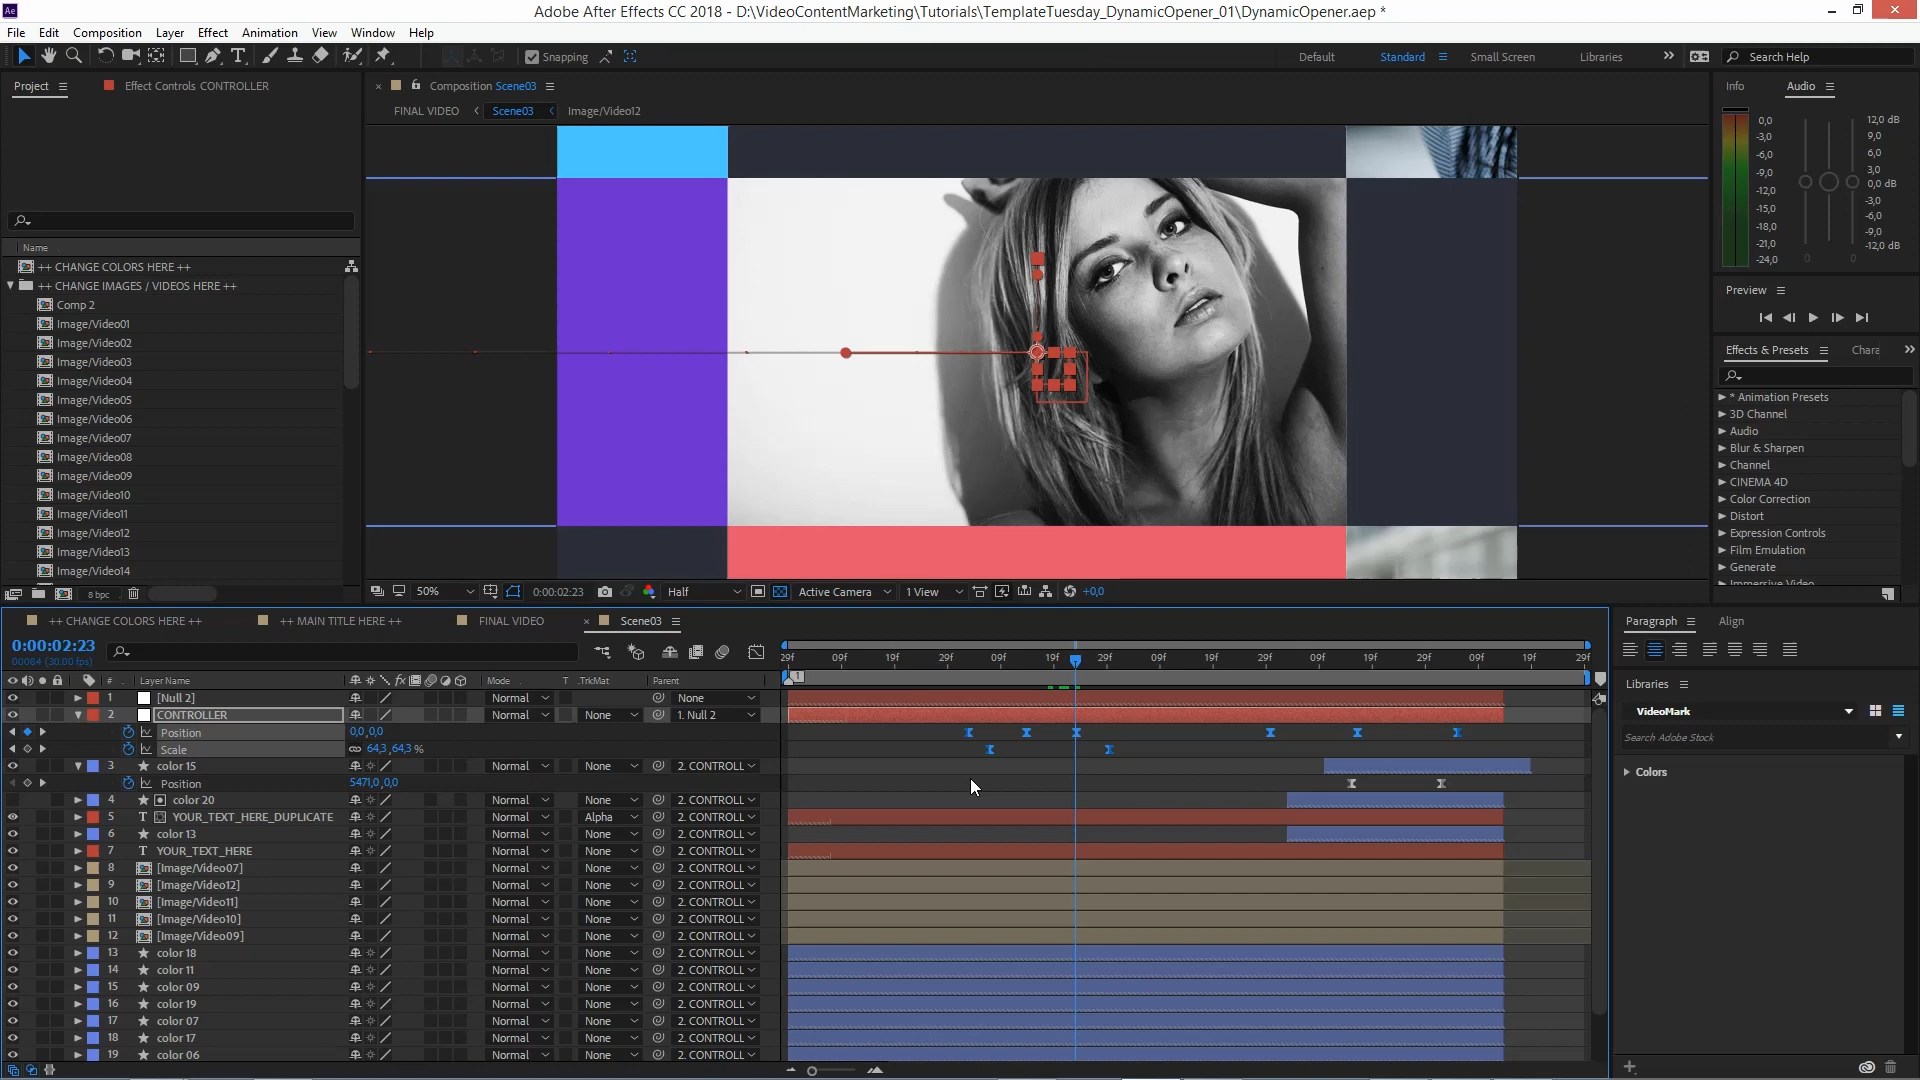 Adobe After Effects CC 2018 - D:\VideoContentMarketing\Tutorials\TemplateTuesday_DynamicOpener_01\DynamicOpener.aep *
File Edit Composition Layer Effect Animation View Window Help
Snapping
Default Standard Small Screen Libraries Search Help
Project Effect Controls CONTROLLER
Composition Scene03
FINAL VIDEO Scene03 Image/Video12
Info Audio
Name
++ CHANGE COLORS HERE ++
++ CHANGE IMAGES / VIDEOS HERE ++
Comp 2
Image/Video01
Image/Video02
Image/Video03
Image/Video04
Image/Video05
Image/Video06
Image/Video07
Image/Video08
Image/Video09
Image/Video10
Image/Video11
Image/Video12
Image/Video13
Image/Video14
8 bpc
50% 0:00:02:23 Half Active Camera 1 View +0,0
0,0 12,0 dB
-3,0 9,0
-6,0 6,0
-9,0 3,0
-12,0 0,0 dB
-15,0 -3,0
-18,0 -6,0
-21,0 -9,0
-24,0 -12,0 dB
0 0
Preview
Effects & Presets Chara
* Animation Presets
3D Channel
Audio
Blur & Sharpen
Channel
CINEMA 4D
Color Correction
Distort
Expression Controls
Film Emulation
Generate
Immersive Video
++ CHANGE COLORS HERE ++ ++ MAIN TITLE HERE ++ FINAL VIDEO Scene03
0:00:02:23
00084 (30.00 fps)
29f 09f 19f 29f 09f 19f 29f 09f 19f 29f 09f 19f 29f 09f 19f 29f
# Layer Name Mode T .TrkMat Parent
1
1 [Null 2] Normal None
2 CONTROLLER Normal None 1. Null 2
Position 0,0,0,0
Scale 64,3,64,3 %
3 color 15 Normal None 2. CONTROLL
Position 5471,0,0,0
4 color 20 Normal None 2. CONTROLL
5 YOUR_TEXT_HERE_DUPLICATE Normal Alpha 2. CONTROLL
6 color 13 Normal None 2. CONTROLL
7 YOUR_TEXT_HERE Normal None 2. CONTROLL
8 [Image/Video07] Normal None 2. CONTROLL
9 [Image/Video12] Normal None 2. CONTROLL
10 [Image/Video11] Normal None 2. CONTROLL
11 [Image/Video10] Normal None 2. CONTROLL
12 [Image/Video09] Normal None 2. CONTROLL
13 color 18 Normal None 2. CONTROLL
14 color 11 Normal None 2. CONTROLL
15 color 09 Normal None 2. CONTROLL
16 color 19 Normal None 2. CONTROLL
17 color 07 Normal None 2. CONTROLL
18 color 17 Normal None 2. CONTROLL
19 color 06 Normal None 2. CONTROLL
Paragraph Align
Libraries
VideoMark
Search Adobe Stock
Colors